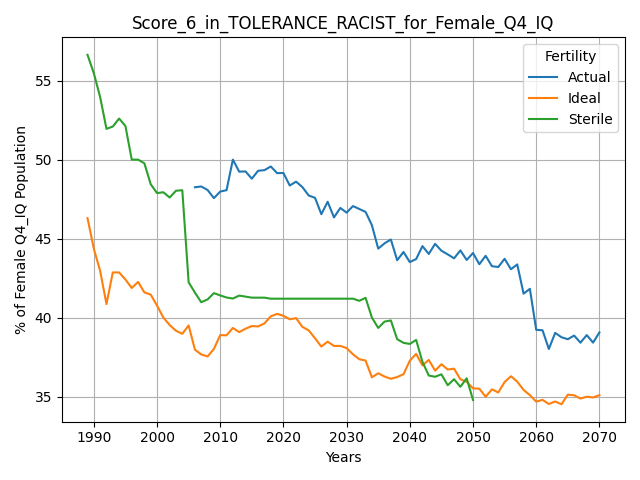 Score_6_in_TOLERANCE_RACIST_for_Female_Q4_IQ
Fertility
Actual
Ideal
Sterile
% of Female Q4_IQ Population
55
50
45
40
35
1990
2000
2010
2020
2030
2040
2050
2060
2070
Years